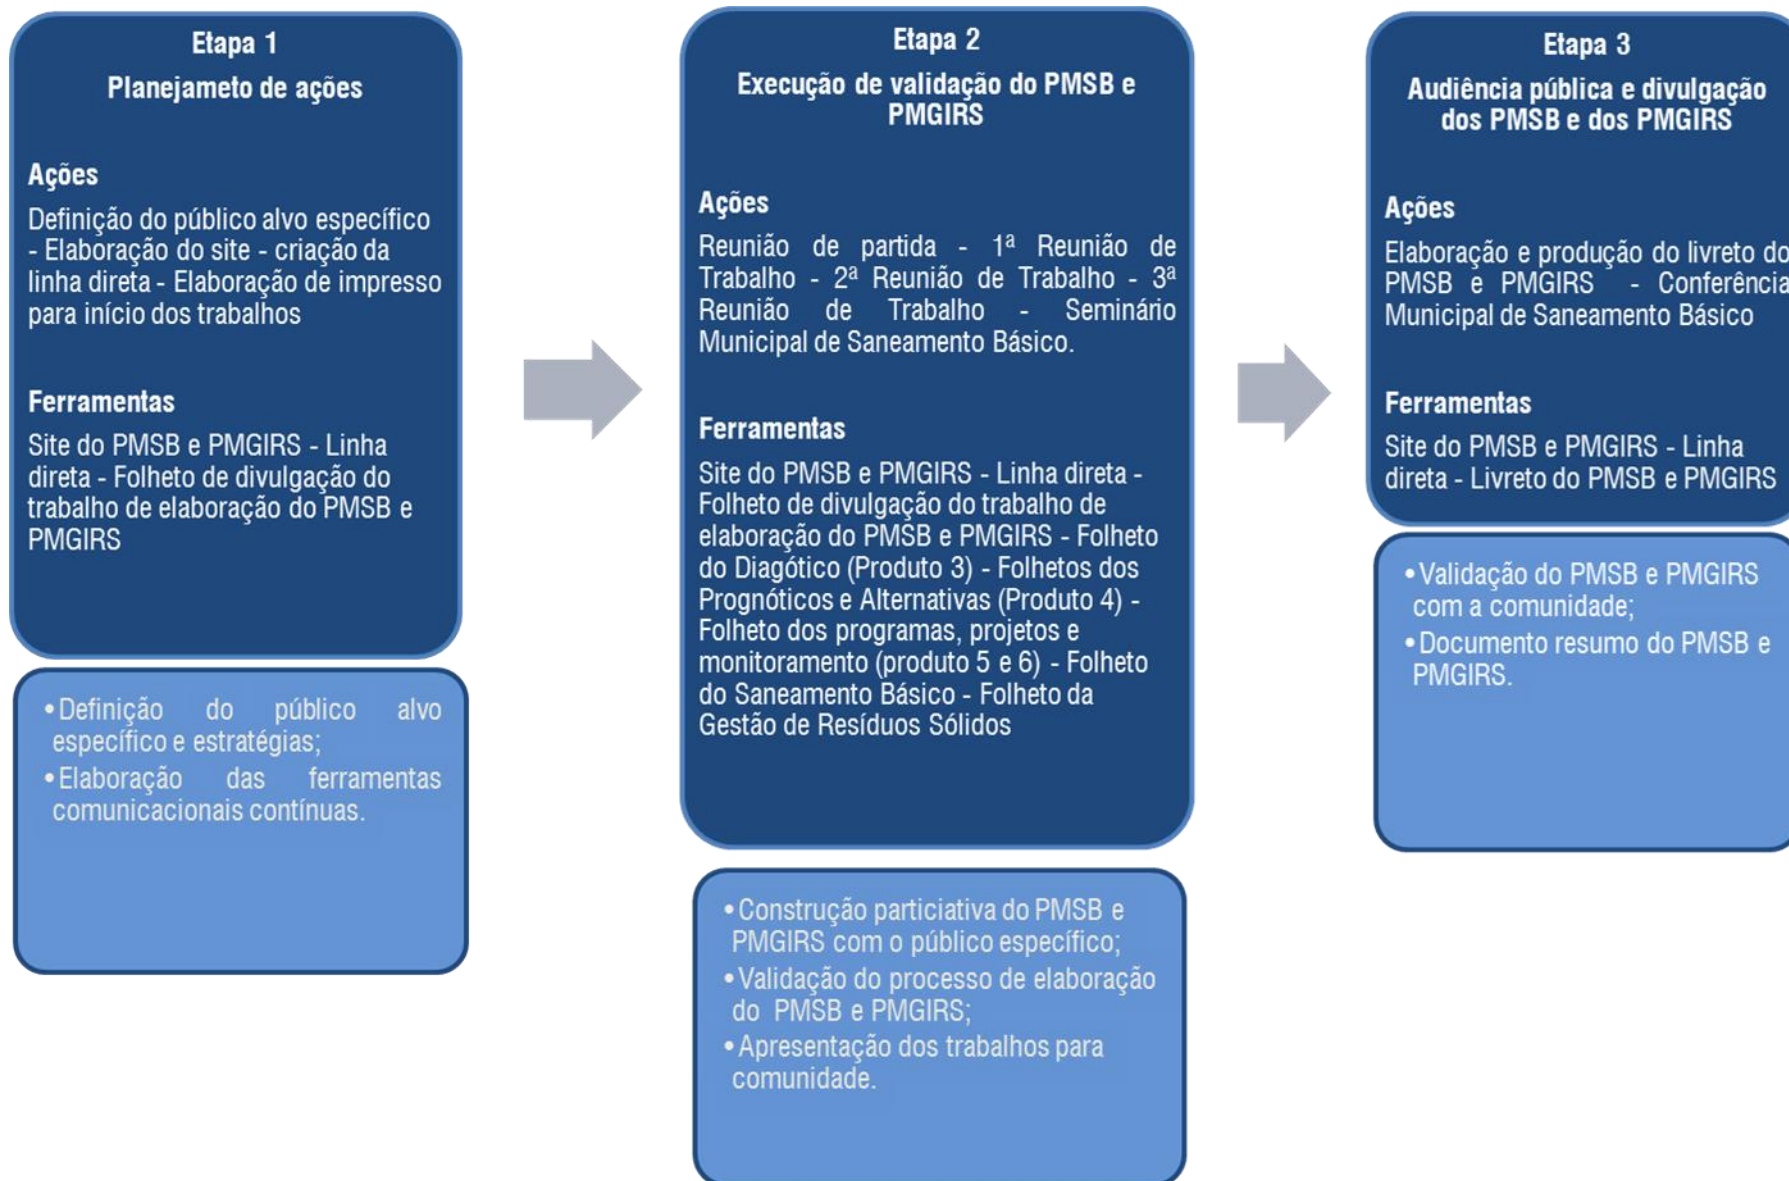 Etapa 1
Planejameto de ações
Ações
Definição do público alvo específico
- Elaboração do site - criação da
linha direta - Elaboração de impresso
para início dos trabalhos
Ferramentas
Site do PMSB e PMGIRS - Linha
direta - Folheto de divulgação do
trabalho de elaboração do PMSB e
PMGIRS
•Definição do público alvo
específico e estratégias;
•Elaboração das ferramentas
comunicacionais contínuas.
Etapa 2
Execução de validação do PMSB e
PMGIRS
Ações
Reunião de partida - 1ª Reunião de
Trabalho - 2ª Reunião de Trabalho - 3ª
Reunião de Trabalho - Seminário
Municipal de Saneamento Básico.
Ferramentas
Site do PMSB e PMGIRS - Linha direta -
Folheto de divulgação do trabalho de
elaboração do PMSB e PMGIRS - Folheto
do Diagótico (Produto 3) - Folhetos dos
Prognóticos e Alternativas (Produto 4) -
Folheto dos programas, projetos e
monitoramento (produto 5 e 6) - Folheto
do Saneamento Básico - Folheto da
Gestão de Resíduos Sólidos
•Construção particiativa do PMSB e
PMGIRS com o público específico;
•Validação do processo de elaboração
do PMSB e PMGIRS;
•Apresentação dos trabalhos para
comunidade.
Etapa 3
Audiência pública e divulgação
dos PMSB e dos PMGIRS
Ações
Elaboração e produção do livreto do
PMSB e PMGIRS - Conferência
Municipal de Saneamento Básico
Ferramentas
Site do PMSB e PMGIRS - Linha
direta - Livreto do PMSB e PMGIRS
•Validação do PMSB e PMGIRS
com a comunidade;
•Documento resumo do PMSB e
PMGIRS.